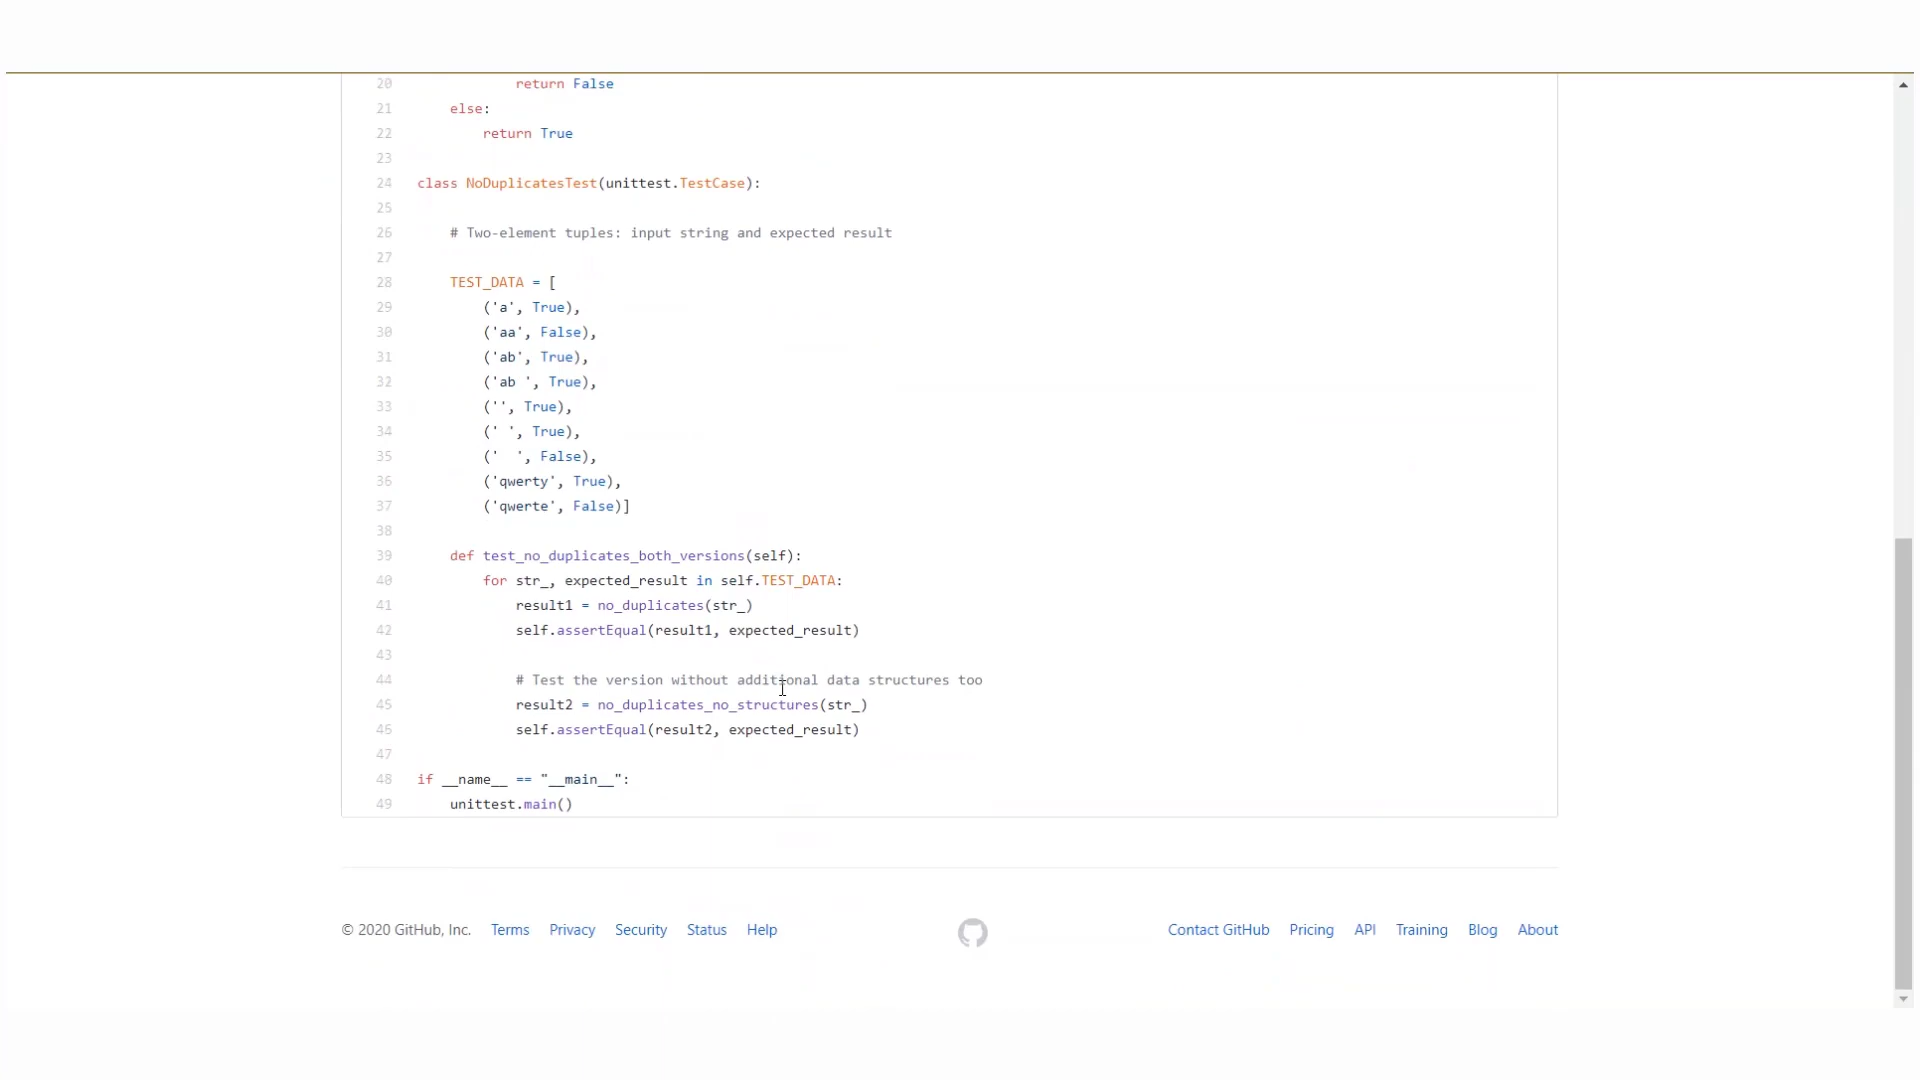 20 return False
21 else:
22 return True
23
24 class NoDuplicatesTest(unittest.TestCase):
25
26 # Two-element tuples: input string and expected result
27
28 TEST_DATA = [
29 ('a', True),
30 ('aa', False),
31 ('ab', True),
32 ('ab ', True),
33 ('', True),
34 (' ', True),
35 ('  ', False),
36 ('qwerty', True),
37 ('qwerte', False)]
38
39 def test_no_duplicates_both_versions(self):
40 for str_, expected_result in self.TEST_DATA:
41 result1 = no_duplicates(str_)
42 self.assertEqual(result1, expected_result)
43
44 # Test the version without additional data structures too
45 result2 = no_duplicates_no_structures(str_)
46 self.assertEqual(result2, expected_result)
47
48 if __name__ == "__main__":
49 unittest.main()
© 2020 GitHub, Inc. Terms Privacy Security Status Help Contact GitHub Pricing API Training Blog About